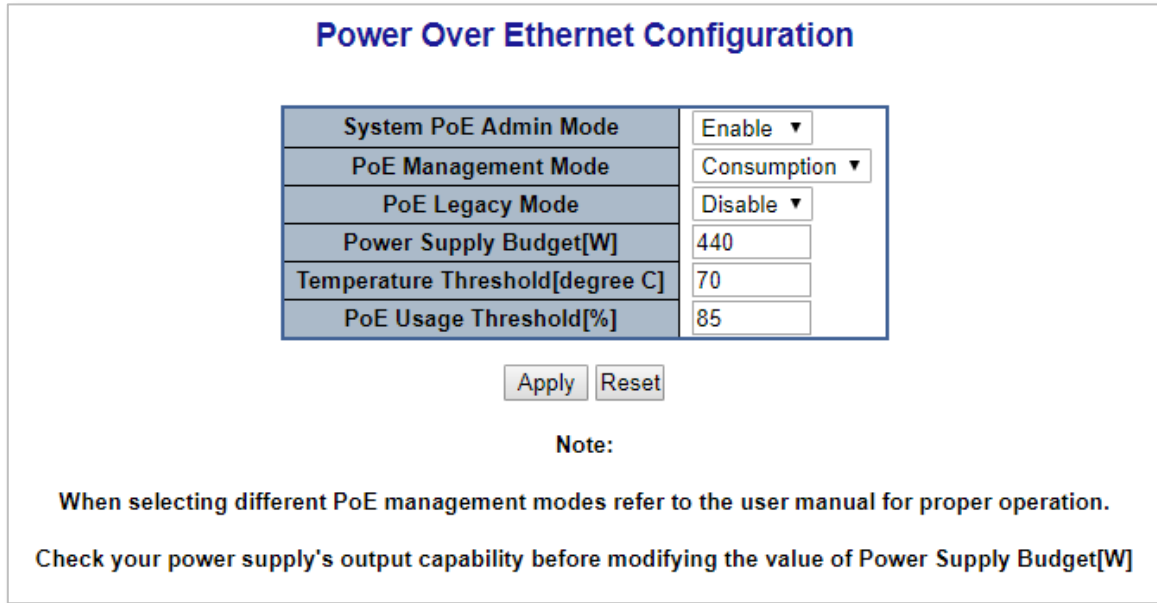 Power Over Ethernet Configuration
System PoE Admin Mode Enable
PoE Management Mode Consumption
PoE Legacy Mode Disable
Power Supply Budget[W] 440
Temperature Threshold[degree C] 70
PoE Usage Threshold[%] 85
Apply Reset
Note:
When selecting different PoE management modes refer to the user manual for proper operation.
Check your power supply's output capability before modifying the value of Power Supply Budget[W]